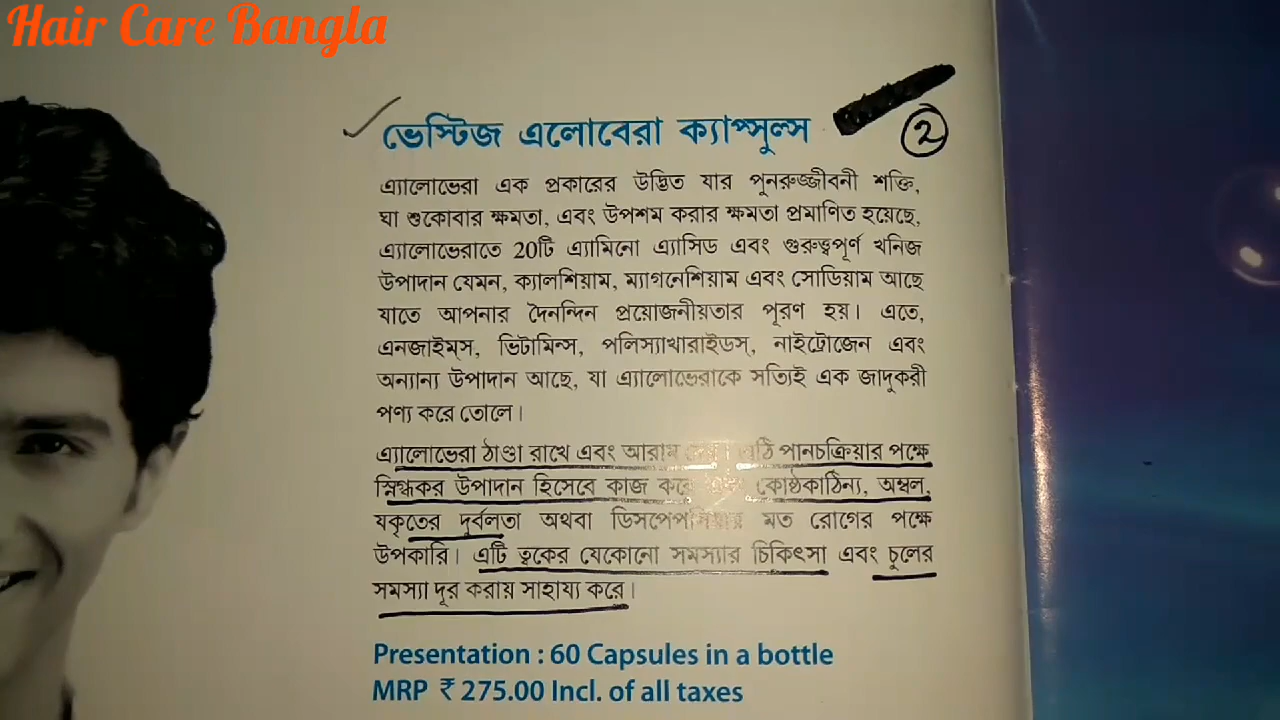 Hair Care Bangla
ভেস্টিজ এলোবেরা ক্যাপ্সুল্স
2
এ্যালোভেরা এক প্রকারের উদ্ভিত যার পুনরুজ্জীবনী শক্তি,
ঘা শুকোবার ক্ষমতা, এবং উপশম করার ক্ষমতা প্রমাণিত হয়েছে,
এ্যালোভেরাতে 20টি এ্যামিনো এ্যাসিড এবং গুরুত্বপূর্ণ খনিজ
উপাদান যেমন, ক্যালশিয়াম, ম্যাগনেশিয়াম এবং সোডিয়াম আছে
যাতে আপনার দৈনন্দিন প্রয়োজনীয়তার পূরণ হয়। এতে,
এনজাইম্স, ভিটামিন্স, পলিস্যাখারাইডস্, নাইট্রোজেন এবং
অন্যান্য উপাদান আছে, যা এ্যালোভেরাকে সত্যিই এক জাদুকরী
পণ্য করে তোলে।
এ্যালোভেরা ঠাণ্ডা রাখে এবং আরাম পানচক্রিয়ার পক্ষে
স্নিগ্ধকর উপাদান হিসেবে কাজ করে কোষ্ঠকাঠিন্য, অম্বল,
যকৃতের দুর্বলতা অথবা ডিসপেপসিয়ার মত রোগের পক্ষে
উপকারি। এটি ত্বকের যেকোনো সমস্যার চিকিৎসা এবং চুলের
সমস্যা দূর করায় সাহায্য করে।
Presentation : 60 Capsules in a bottle
MRP ₹ 275.00 Incl. of all taxes